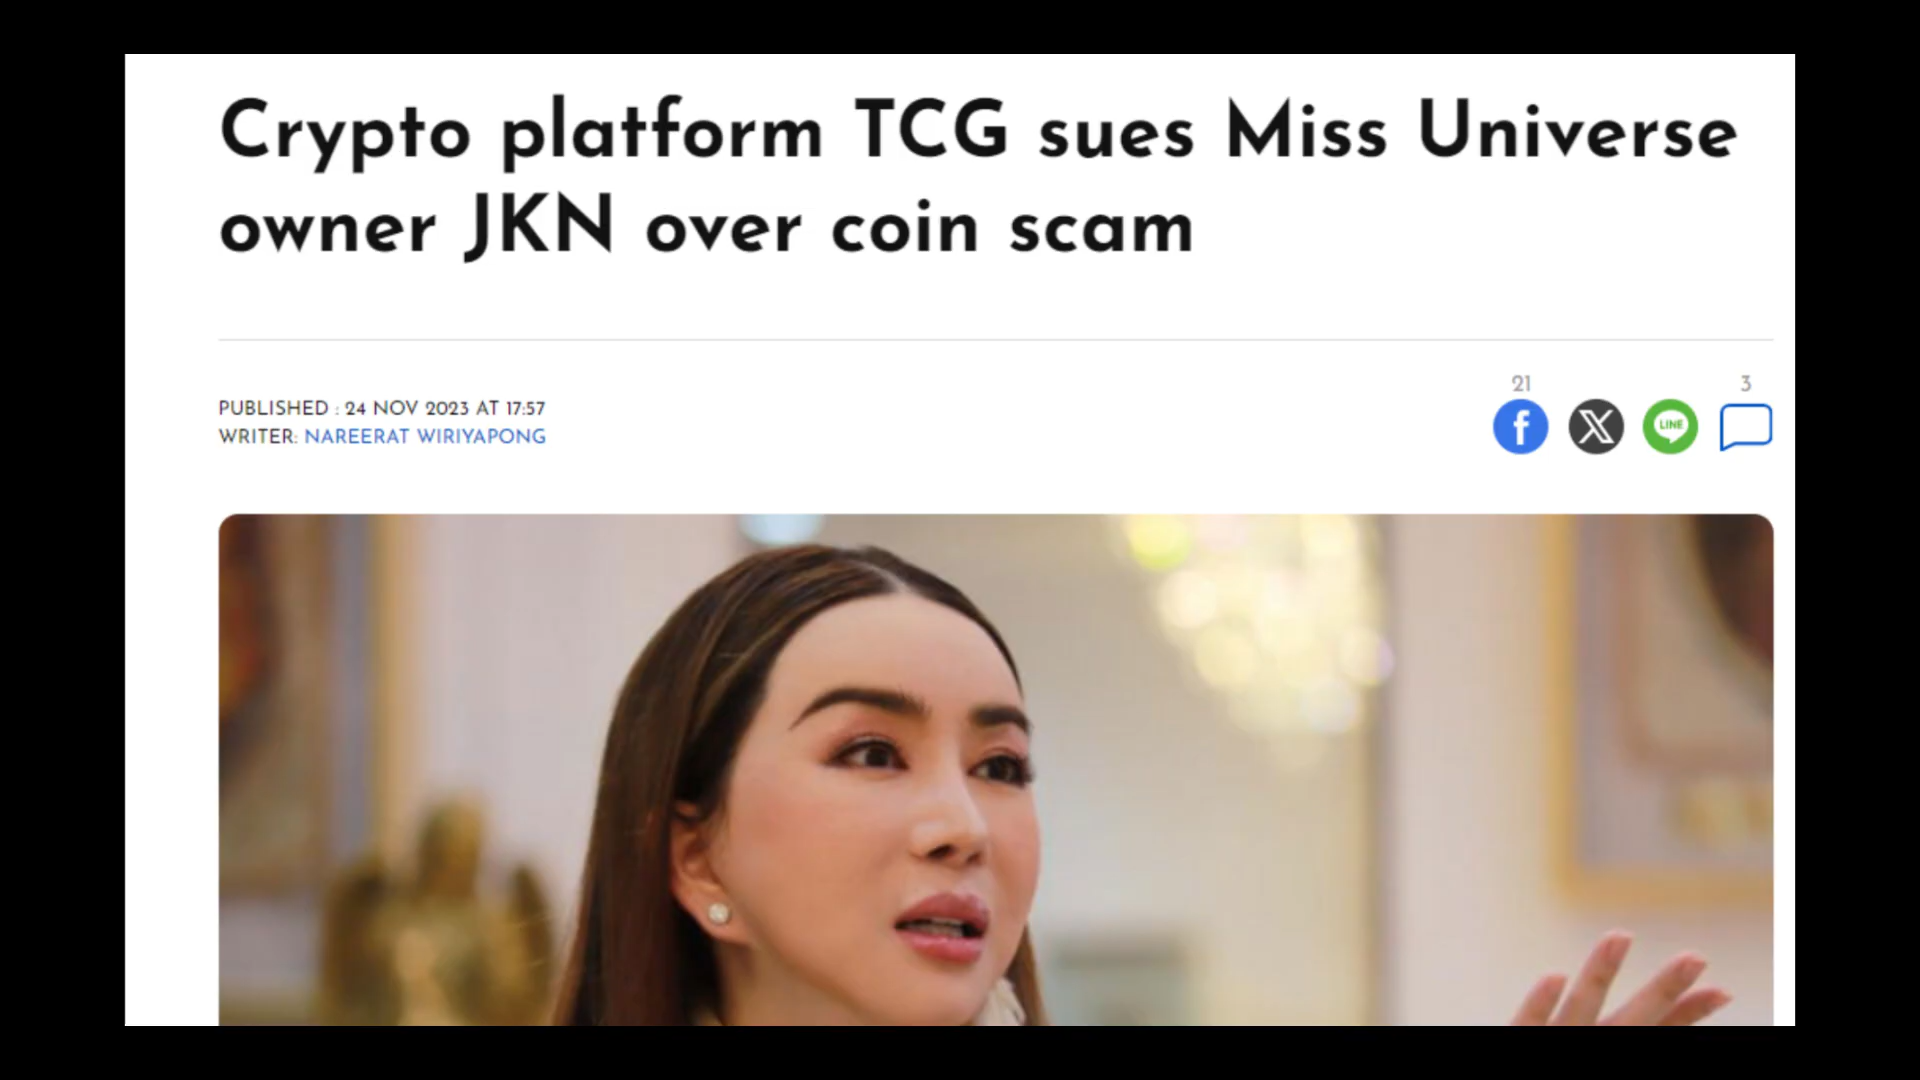 Crypto platform TCG sues Miss Universe
owner JKN over coin scam
PUBLISHED : 24 NOV 2023 AT 17:57
WRITER: NAREERAT WIRIYAPONG
21
3
f
X
LINE